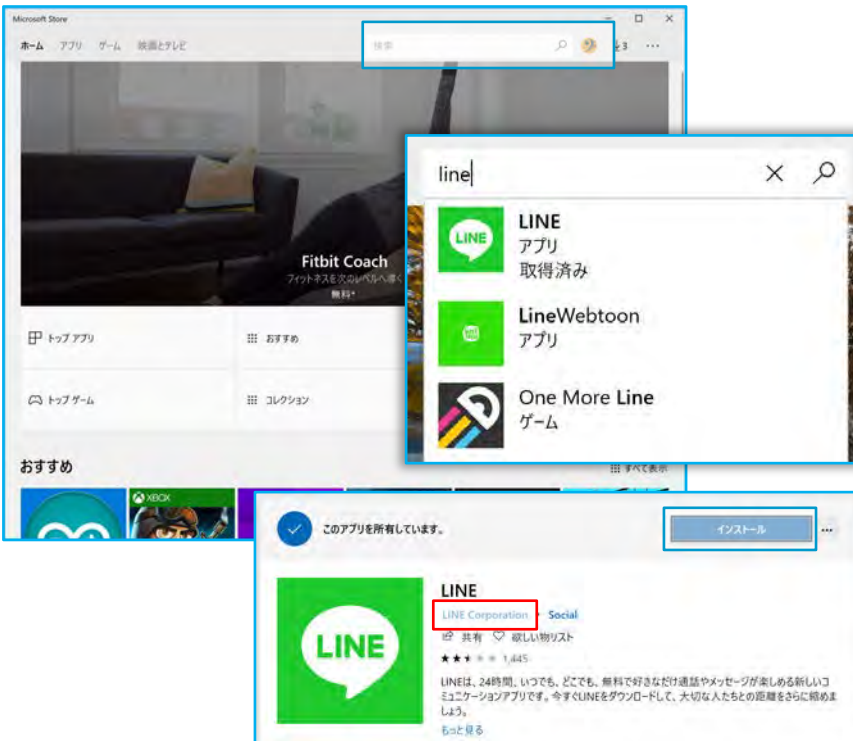 Microsoft Store
ホーム アプリ ゲーム 映画とテレビ
検索
3
Fitbit Coach
フィットネスを次のレベルへ導く
無料*
トップ アプリ
おすすめ
トップ ゲーム
コレクション
おすすめ
すべて表示
XBOX
line
LINE
LINE
アプリ
取得済み
LineWebtoon
アプリ
One More Line
ゲーム
このアプリを所有しています。
インストール
LINE
LINE
LINE Corporation • Social
共有 欲しい物リスト
1,445
LINEは、24時間、いつでも、どこでも、無料で好きなだけ通話やメッセージが楽しめる新しいコ
ミュニケーションアプリです。今すぐLINEをダウンロードして、大切な人たちとの距離をさらに縮めま
しょう。
もっと見る